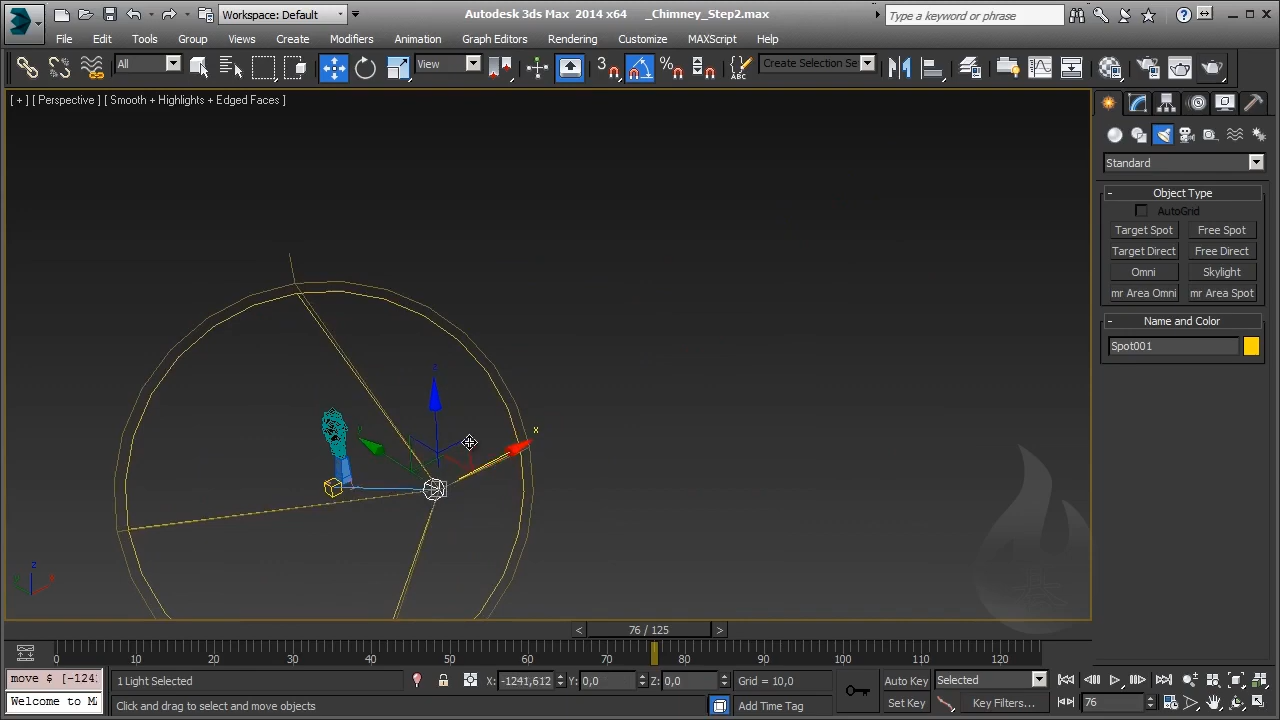 Autodesk 3ds Max 2014 x64 _Chimney_Step2.max
Workspace: Default
Type a keyword or phrase
File Edit Tools Group Views Create Modifiers Animation Graph Editors Rendering Customize MAXScript Help
All View 3 Create Selection Se
[ + ] [ Perspective ] [ Smooth + Highlights + Edged Faces ]
Standard
- Object Type
AutoGrid
Target Spot Free Spot
Target Direct Free Direct
Omni Skylight
mr Area Omni mr Area Spot
- Name and Color
Spot001
z
x
z
< 76 / 125 >
0 10 20 30 40 50 60 70 80 90 100 110 120
move $ [-124:
1 Light Selected X: -1241,612 Y: 0,0 Z: 0,0 Grid = 10,0 Auto Key Selected
Welcome to M
Click and drag to select and move objects Add Time Tag Set Key Key Filters... 76